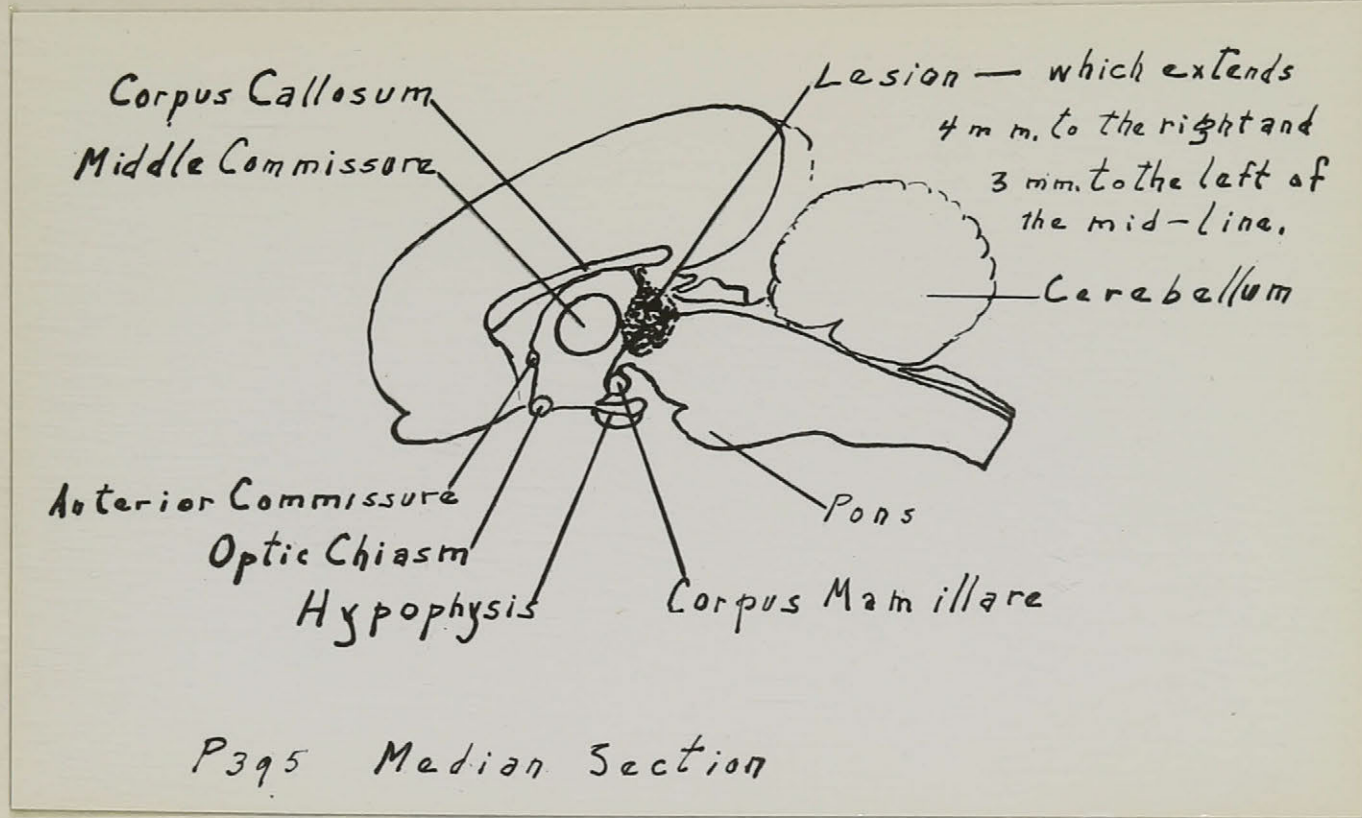 Corpus Callosum
Middle Commissure
Lesion — which extends
4 mm. to the right and
3 mm. to the left of
the mid-line.
Cerebellum
Anterior Commissure
Optic Chiasm
Hypophysis
Pons
Corpus Mamillare
P395 Median Section